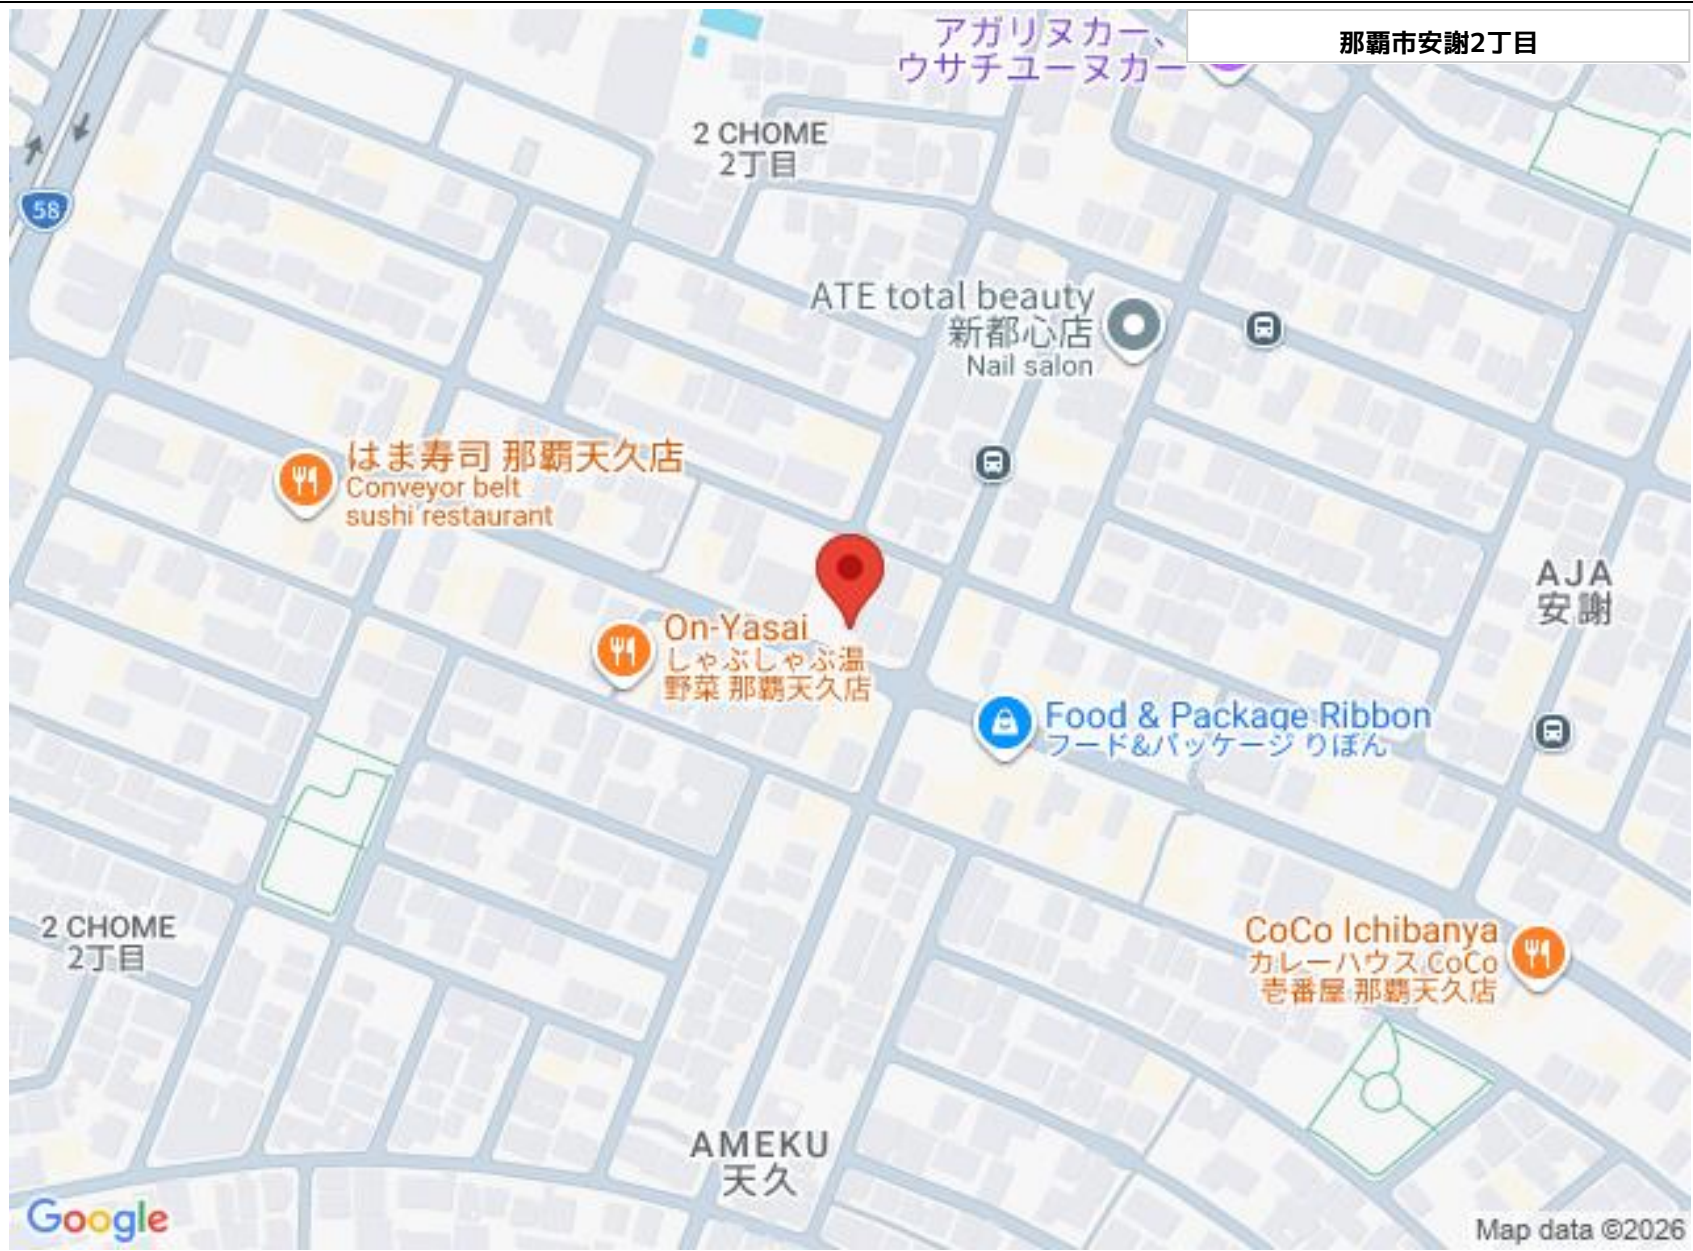 アガリヌカー、
ウサチユーヌカー
那覇市安謝2丁目
2 CHOME
2丁目
58
ATE total beauty
新都心店
Nail salon
はま寿司 那覇天久店
Conveyor belt
sushi restaurant
AJA
安謝
On-Yasai
しゃぶしゃぶ温
野菜 那覇天久店
Food & Package Ribbon
フード&パッケージ りぼん
2 CHOME
2丁目
CoCo Ichibanya
カレーハウス CoCo
壱番屋 那覇天久店
AMEKU
天久
Google
Map data ©2026